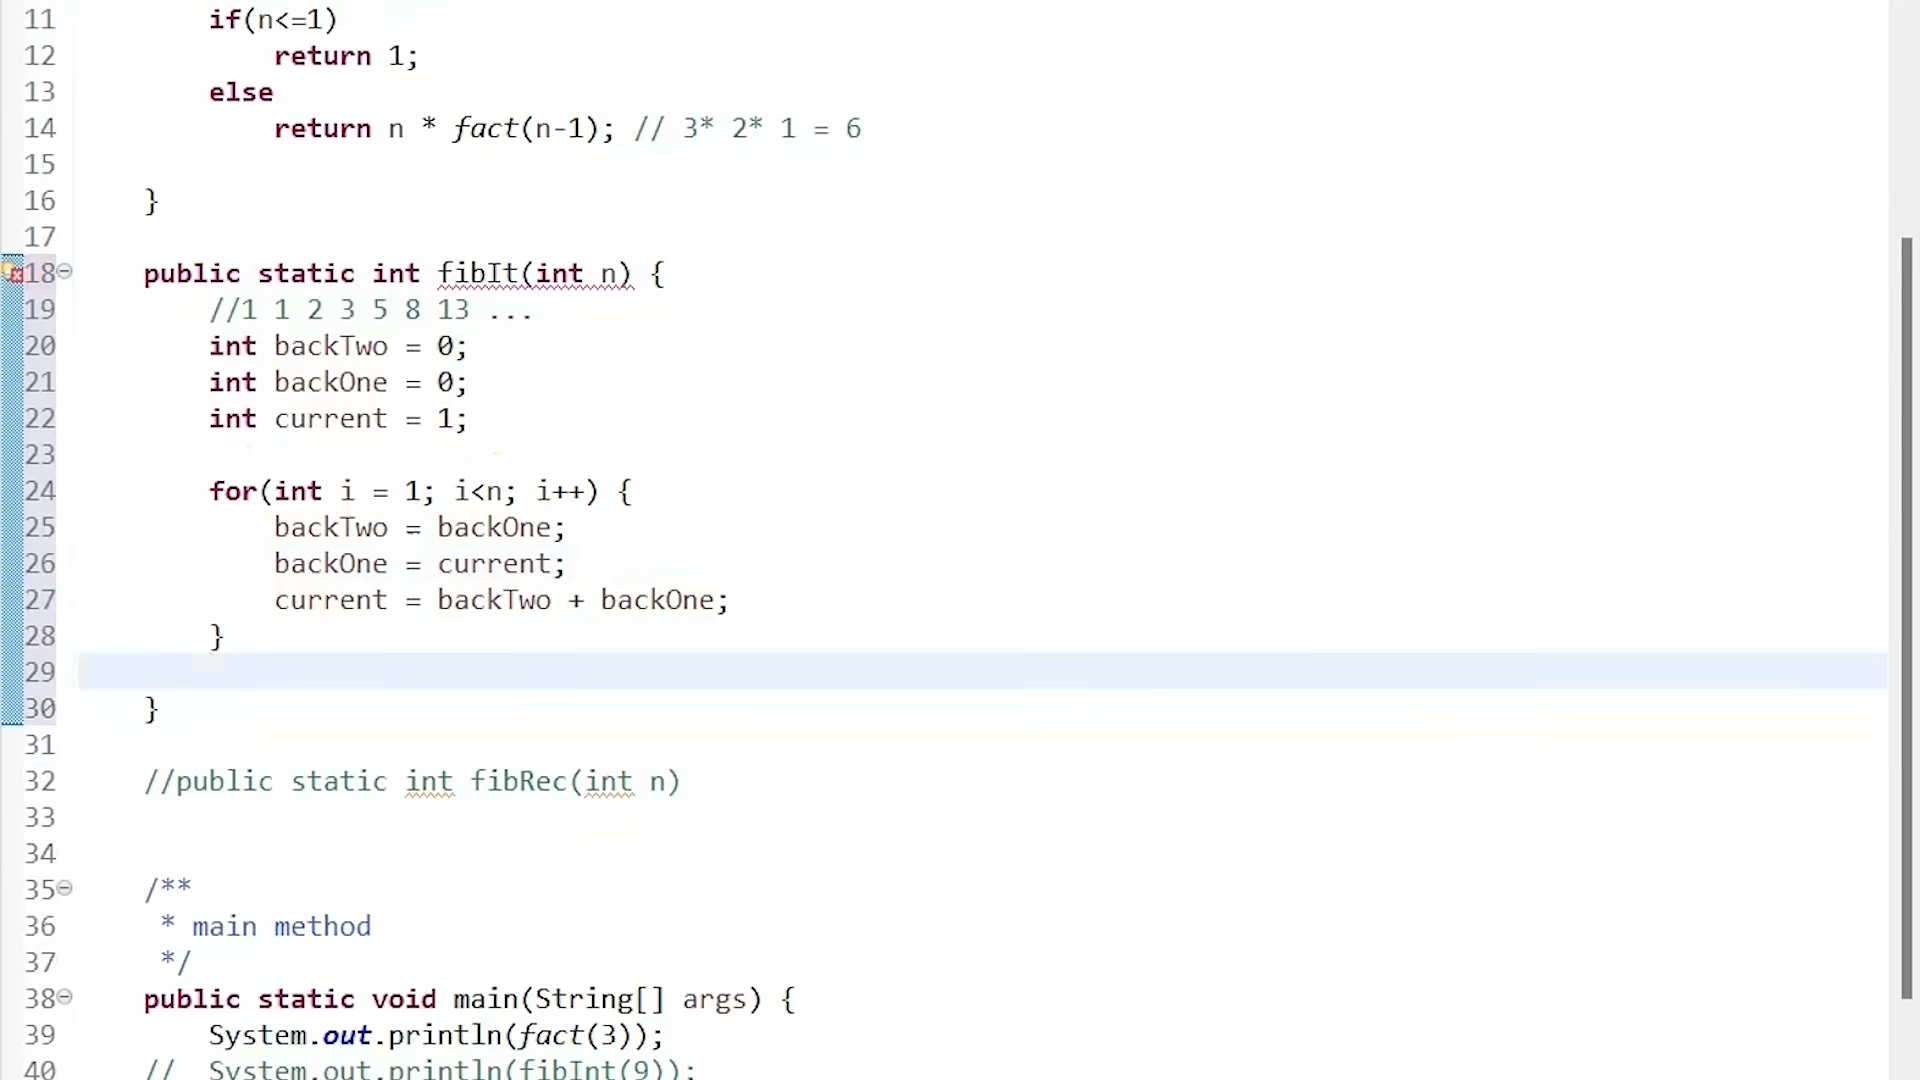 11 if(n<=1)
12 return 1;
13 else
14 return n * fact(n-1); // 3* 2* 1 = 6
15
16 }
17
18 public static int fibIt(int n) {
19 //1 1 2 3 5 8 13 ...
20 int backTwo = 0;
21 int backOne = 0;
22 int current = 1;
23
24 for(int i = 1; i<n; i++) {
25 backTwo = backOne;
26 backOne = current;
27 current = backTwo + backOne;
28 }
29
30 }
31
32 //public static int fibRec(int n)
33
34
35 /**
36 * main method
37 */
38 public static void main(String[] args) {
39 System.out.println(fact(3));
40 // System.out.println(fibInt(9));